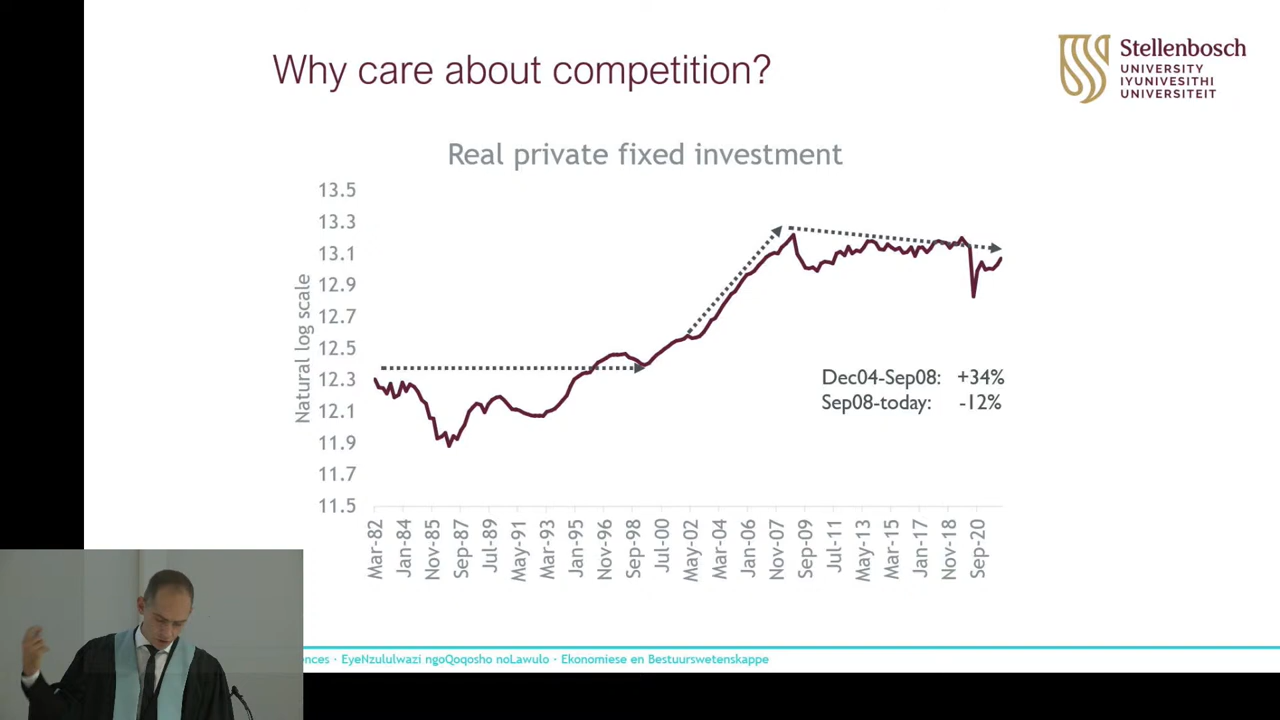 Why care about competition?
Stellenbosch
UNIVERSITY
IYUNIVESITHI
UNIVERSITEIT
Real private fixed investment
Natural log scale
13.5
13.3
13.1
12.9
12.7
12.5
12.3
12.1
11.9
11.7
11.5
Dec04-Sep08: +34%
Sep08-today: -12%
Mar-82
Jan-84
Nov-85
Sep-87
Jul-89
May-91
Mar-93
Jan-95
Nov-96
Sep-98
Jul-00
May-02
Mar-04
Jan-06
Nov-07
Sep-09
Jul-11
May-13
Mar-15
Jan-17
Nov-18
Sep-20
· EyeNzululwazi ngoQoqosho noLawulo · Ekonomiese en Bestuurswetenskappe